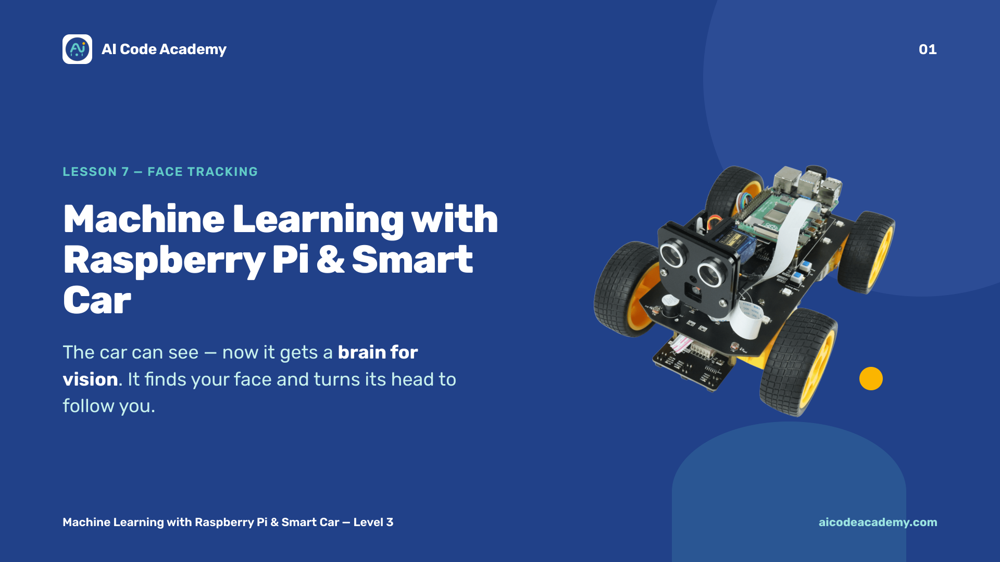 AI Code Academy
01
LESSON 7 — FACE TRACKING
Machine Learning with
Raspberry Pi & Smart
Car
The car can see — now it gets a brain for
vision. It finds your face and turns its head to
follow you.
Machine Learning with Raspberry Pi & Smart Car — Level 3
aicodeacademy.com